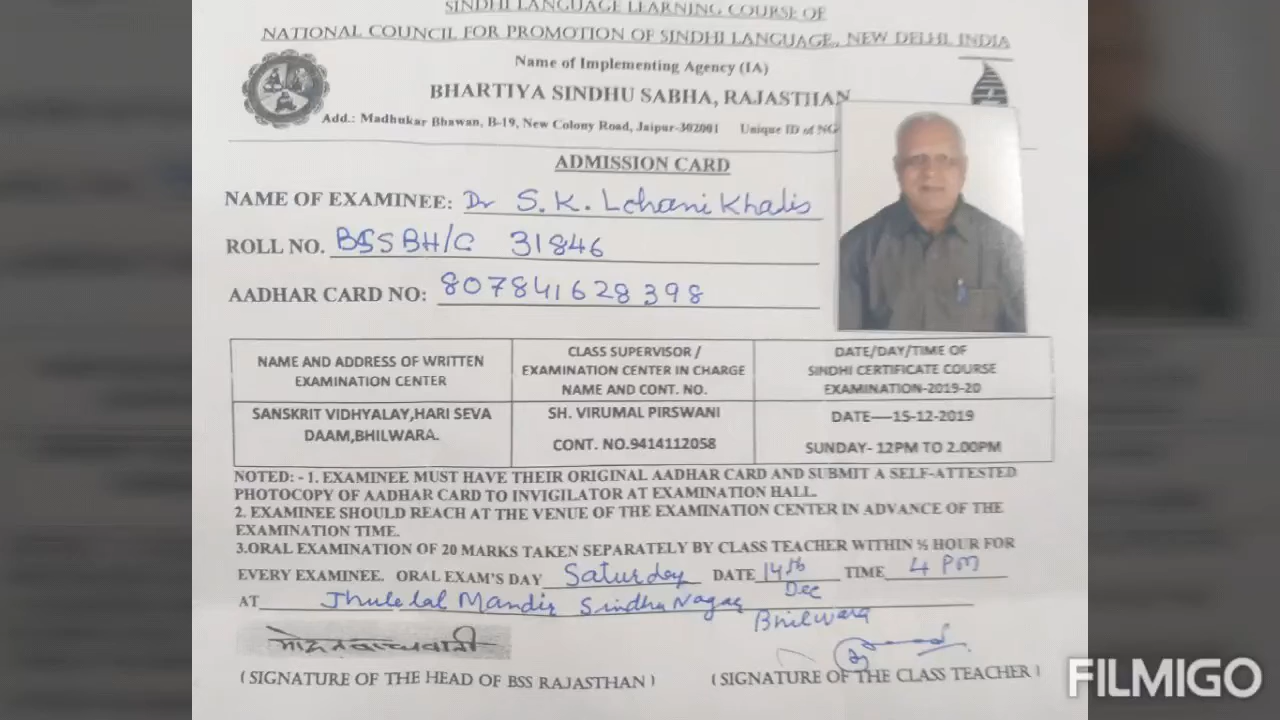 SINDHI LANGUAGE LEARNING COURSE OF
NATIONAL COUNCIL FOR PROMOTION OF SINDHI LANGUAGE., NEW DELHI, INDIA
Name of Implementing Agency (IA)
BHARTIYA SINDHU SABHA, RAJASTHAN
Add.: Madhukar Bhawan, B-19, New Colony Road, Jaipur-302001 Unique ID of NG
ADMISSION CARD
NAME OF EXAMINEE: Dr S.K. Lohani Khalis
ROLL NO. BSSBH/C 31846
AADHAR CARD NO: 807841628398
NAME AND ADDRESS OF WRITTEN
EXAMINATION CENTER
CLASS SUPERVISOR /
EXAMINATION CENTER IN CHARGE
NAME AND CONT. NO.
DATE/DAY/TIME OF
SINDHI CERTIFICATE COURSE
EXAMINATION-2019-20
SANSKRIT VIDHYALAY,HARI SEVA
DAAM,BHILWARA.
SH. VIRUMAL PIRSWANI
CONT. NO.9414112058
DATE—15-12-2019
SUNDAY- 12PM TO 2.00PM
NOTED: - 1. EXAMINEE MUST HAVE THEIR ORIGINAL AADHAR CARD AND SUBMIT A SELF-ATTESTED
PHOTOCOPY OF AADHAR CARD TO INVIGILATOR AT EXAMINATION HALL.
2. EXAMINEE SHOULD REACH AT THE VENUE OF THE EXAMINATION CENTER IN ADVANCE OF THE
EXAMINATION TIME.
3.ORAL EXAMINATION OF 20 MARKS TAKEN SEPARATELY BY CLASS TEACHER WITHIN ½ HOUR FOR
EVERY EXAMINEE. ORAL EXAM'S DAY Saturday DATE 14th Dec TIME 4 PM
AT Jhulelal Mandir Sindhu Nagar Bhilwara
(SIGNATURE OF THE HEAD OF BSS RAJASTHAN)
(SIGNATURE OF THE CLASS TEACHER)
FILMIGO